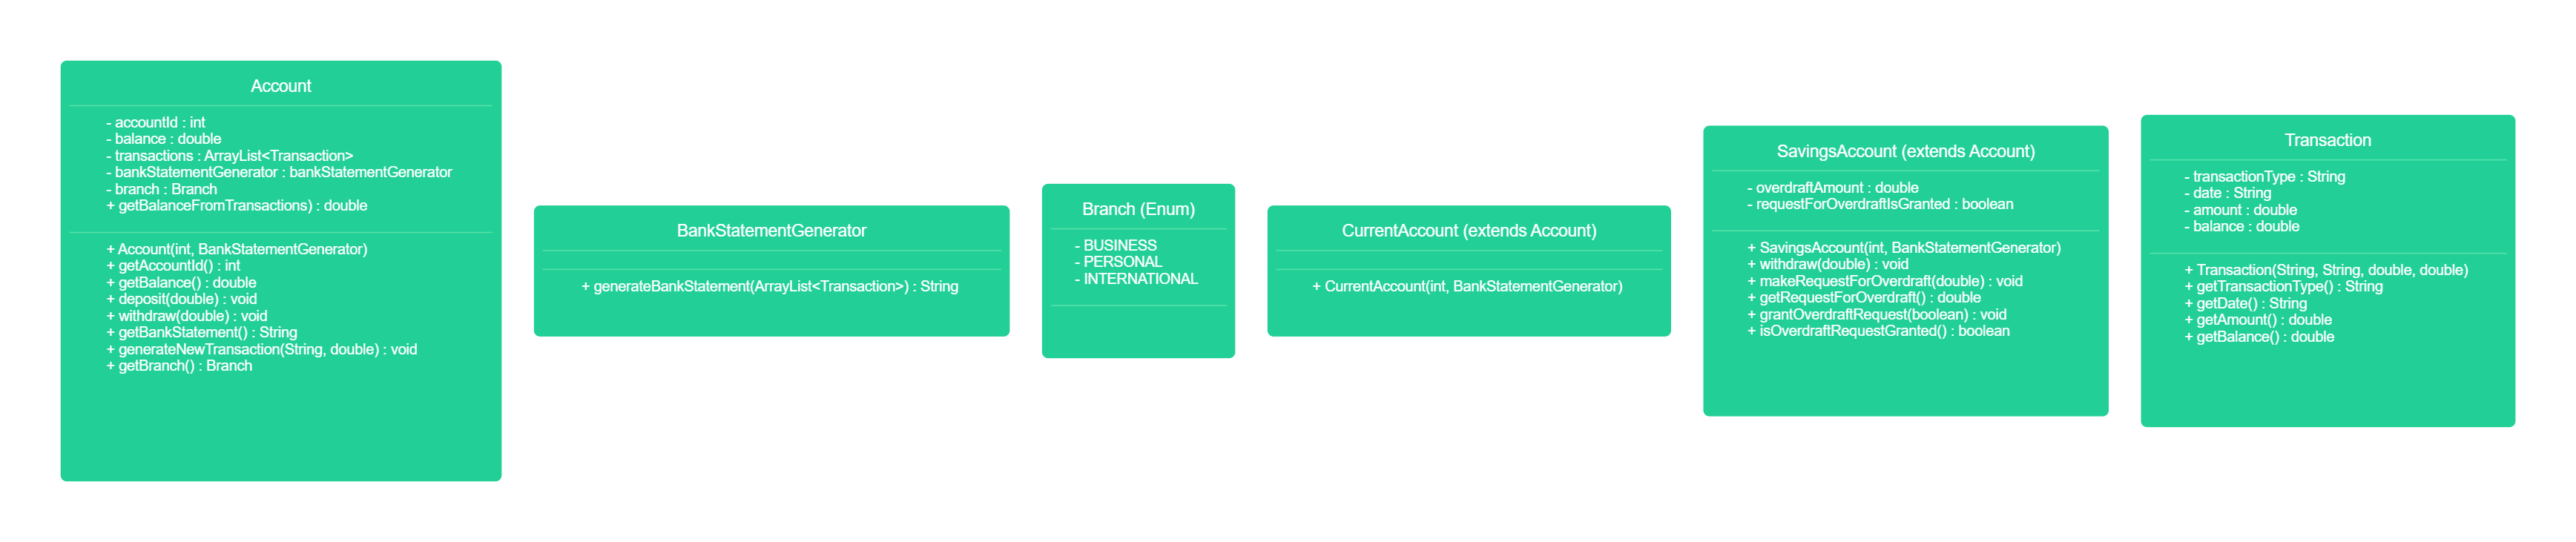 Account
- accountId : int
- balance : double
- transactions : ArrayList<Transaction>
- bankStatementGenerator : bankStatementGenerator
- branch : Branch
+ getBalanceFromTransactions) : double
+ Account(int, BankStatementGenerator)
+ getAccountId() : int
+ getBalance() : double
+ deposit(double) : void
+ withdraw(double) : void
+ getBankStatement() : String
+ generateNewTransaction(String, double) : void
+ getBranch() : Branch
BankStatementGenerator
+ generateBankStatement(ArrayList<Transaction>) : String
Branch (Enum)
- BUSINESS
- PERSONAL
- INTERNATIONAL
CurrentAccount (extends Account)
+ CurrentAccount(int, BankStatementGenerator)
SavingsAccount (extends Account)
- overdraftAmount : double
- requestForOverdraftIsGranted : boolean
+ SavingsAccount(int, BankStatementGenerator)
+ withdraw(double) : void
+ makeRequestForOverdraft(double) : void
+ getRequestForOverdraft() : double
+ grantOverdraftRequest(boolean) : void
+ isOverdraftRequestGranted() : boolean
Transaction
- transactionType : String
- date : String
- amount : double
- balance : double
+ Transaction(String, String, double, double)
+ getTransactionType() : String
+ getDate() : String
+ getAmount() : double
+ getBalance() : double